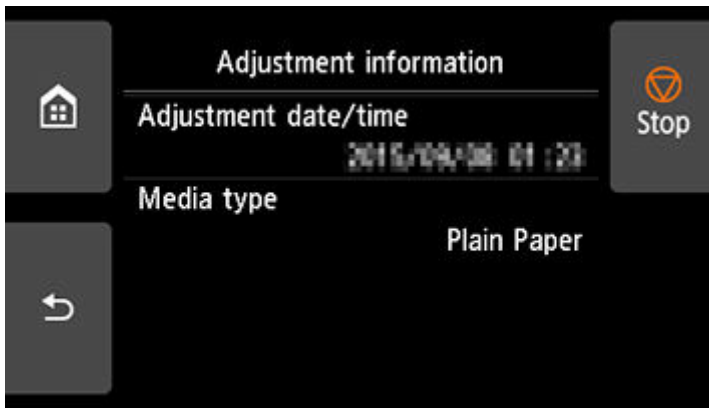 Adjustment information
Stop
Adjustment date/time
Media type
Plain Paper